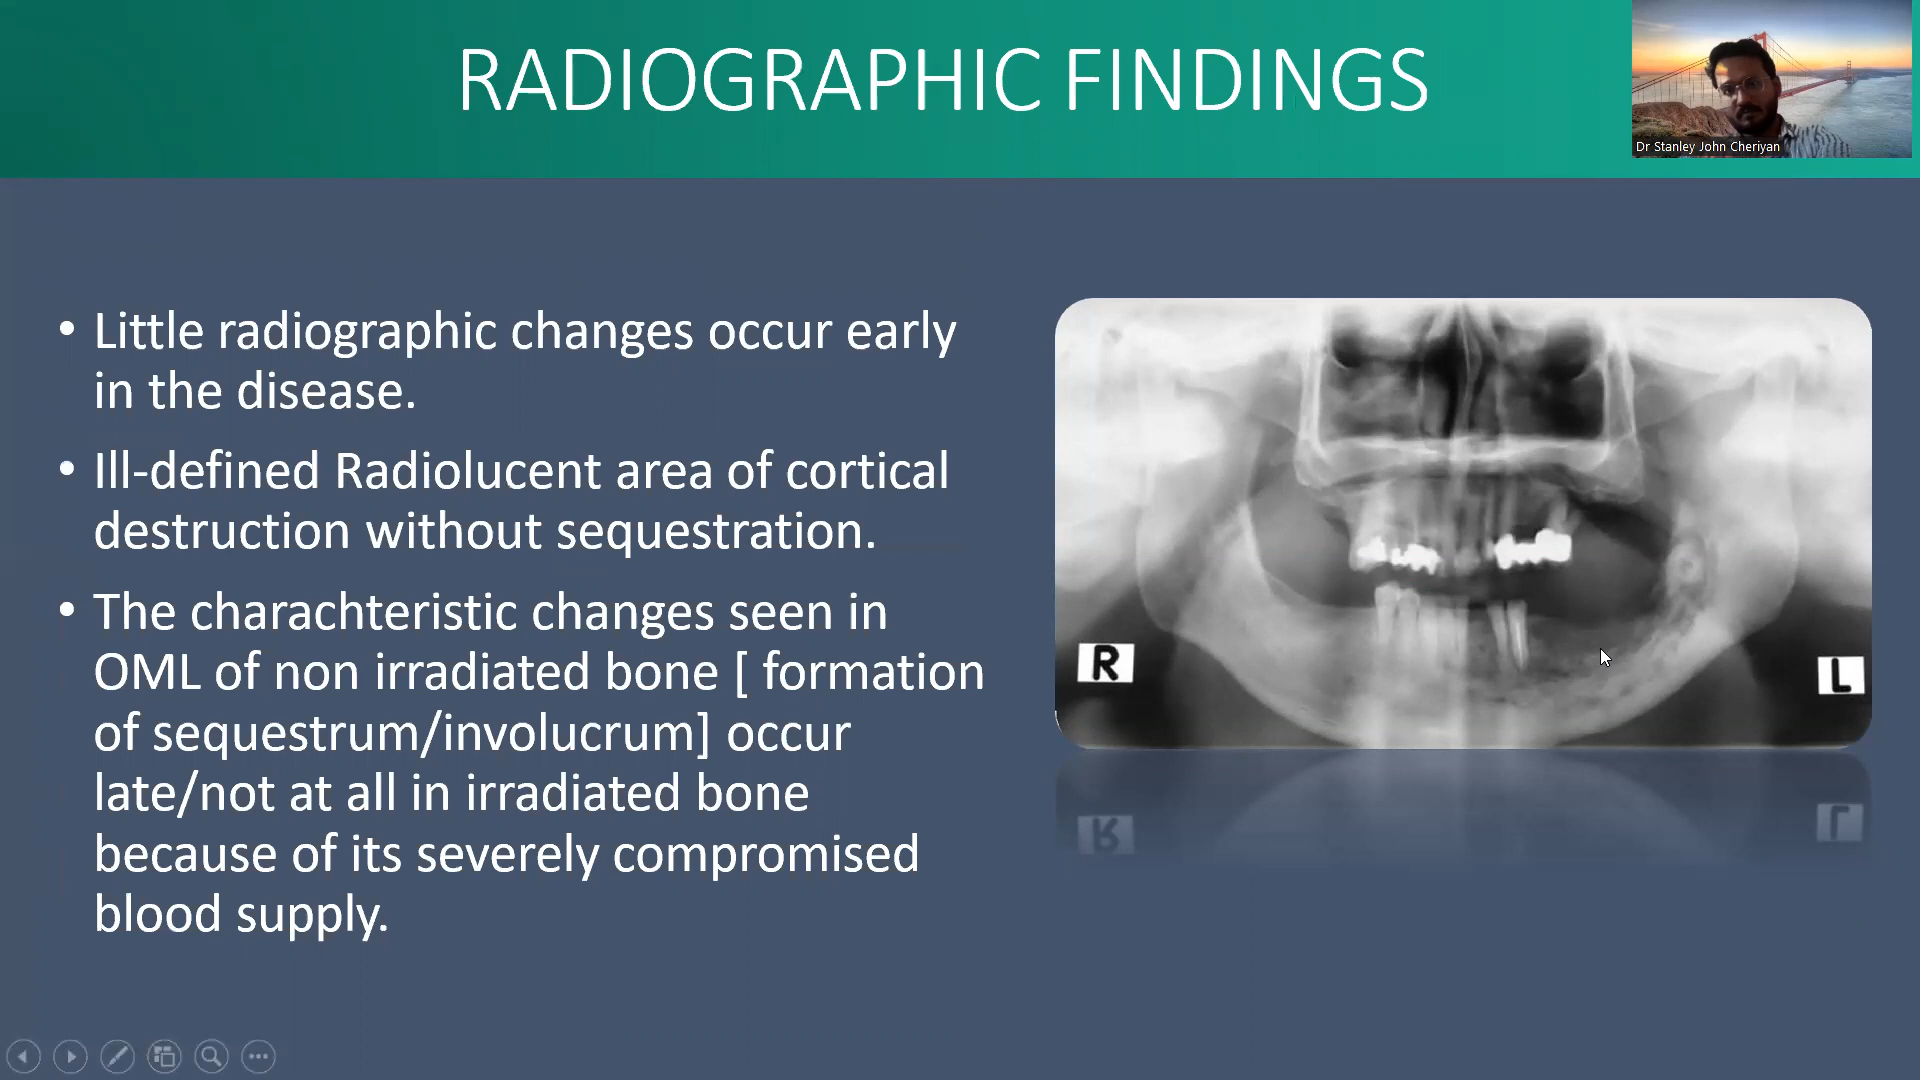 RADIOGRAPHIC FINDINGS
Dr Stanley John Cheriyan
• Little radiographic changes occur early
in the disease.
• Ill-defined Radiolucent area of cortical
destruction without sequestration.
• The charachteristic changes seen in
OML of non irradiated bone [ formation
of sequestrum/involucrum] occur
late/not at all in irradiated bone
because of its severely compromised
blood supply.
R
L